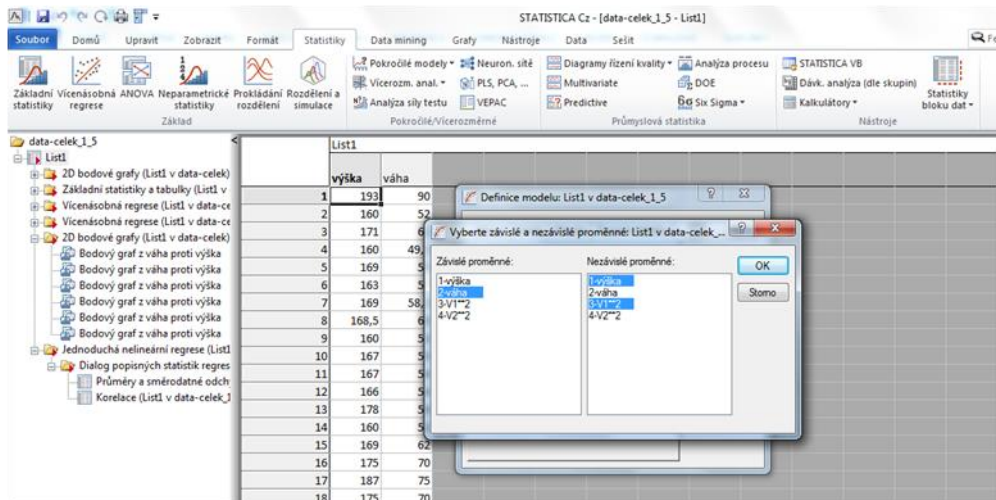 STATISTICA Cz - [data-celek_1_5 - List1]
Soubor Domů Upravit Zobrazit Formát Statistiky Data mining Grafy Nástroje Data Sešit
Základní statistiky
Vícenásobná regrese
ANOVA
Neparametrické statistiky
Prokládání rozdělení
Rozdělení a simulace
Základ
Pokročilé modely
Neuron. sítě
Vícerozm. anal.
PLS, PCA, ...
Analýza síly testu
VEPAC
Pokročilé/Vícerozměrné
Diagramy řízení kvality
Analýza procesu
Multivariate
DOE
Predictive
Six Sigma
Průmyslová statistika
STATISTICA VB
Dávk. analýza (dle skupin)
Kalkulátory
Statistiky bloku dat
Nástroje
data-celek_1_5
List1
2D bodové grafy (List1 v data-celek)
Základní statistiky a tabulky (List1 v
Vícenásobná regrese (List1 v data-ce
Vícenásobná regrese (List1 v data-ce
2D bodové grafy (List1 v data-celek)
Bodový graf z váha proti výška
Bodový graf z váha proti výška
Bodový graf z váha proti výška
Bodový graf z váha proti výška
Bodový graf z váha proti výška
Bodový graf z váha proti výška
Jednoduchá nelineární regrese (List1
Dialog popisných statistik regres
Průměry a směrodatné odch
Korelace (List1 v data-celek_1
List1
výška váha
1 193 90
2 160 52
3 171 6
4 160 49,
5 169 5
6 163 5
7 169 58,
8 168,5 6
9 160 5
10 167 5
11 167 5
12 166 5
13 178 5
14 160 5
15 169 62
16 175 70
17 187 75
18 175 70
Definice modelu: List1 v data-celek_1_5
Vyberte závislé a nezávislé proměnné: List1 v data-celek_...
Závislé proměnné:
1-výška
2-váha
3-V1**2
4-V2**2
Nezávislé proměnné:
1-výška
2-váha
3-V1**2
4-V2**2
OK
Storno